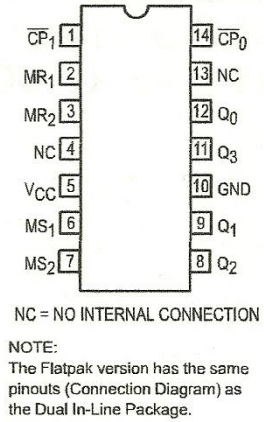 C̅P̅₁ 1 14 C̅P̅₀
MR₁ 2 13 NC
MR₂ 3 12 Q₀
NC 4 11 Q₃
VCC 5 10 GND
MS₁ 6 9 Q₁
MS₂ 7 8 Q₂
NC = NO INTERNAL CONNECTION
NOTE:
The Flatpak version has the same
pinouts (Connection Diagram) as
the Dual In-Line Package.